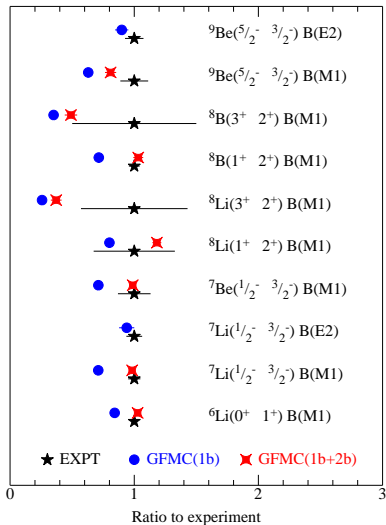 ⁹Be(⁵/₂⁻ ³/₂⁻) B(E2)
⁹Be(⁵/₂⁻ ³/₂⁻) B(M1)
⁸B(3⁺ 2⁺) B(M1)
⁸B(1⁺ 2⁺) B(M1)
⁸Li(3⁺ 2⁺) B(M1)
⁸Li(1⁺ 2⁺) B(M1)
⁷Be(¹/₂⁻ ³/₂⁻) B(M1)
⁷Li(¹/₂⁻ ³/₂⁻) B(E2)
⁷Li(¹/₂⁻ ³/₂⁻) B(M1)
⁶Li(0⁺ 1⁺) B(M1)
EXPT GFMC(1b) GFMC(1b+2b)
0 1 2 3
Ratio to experiment